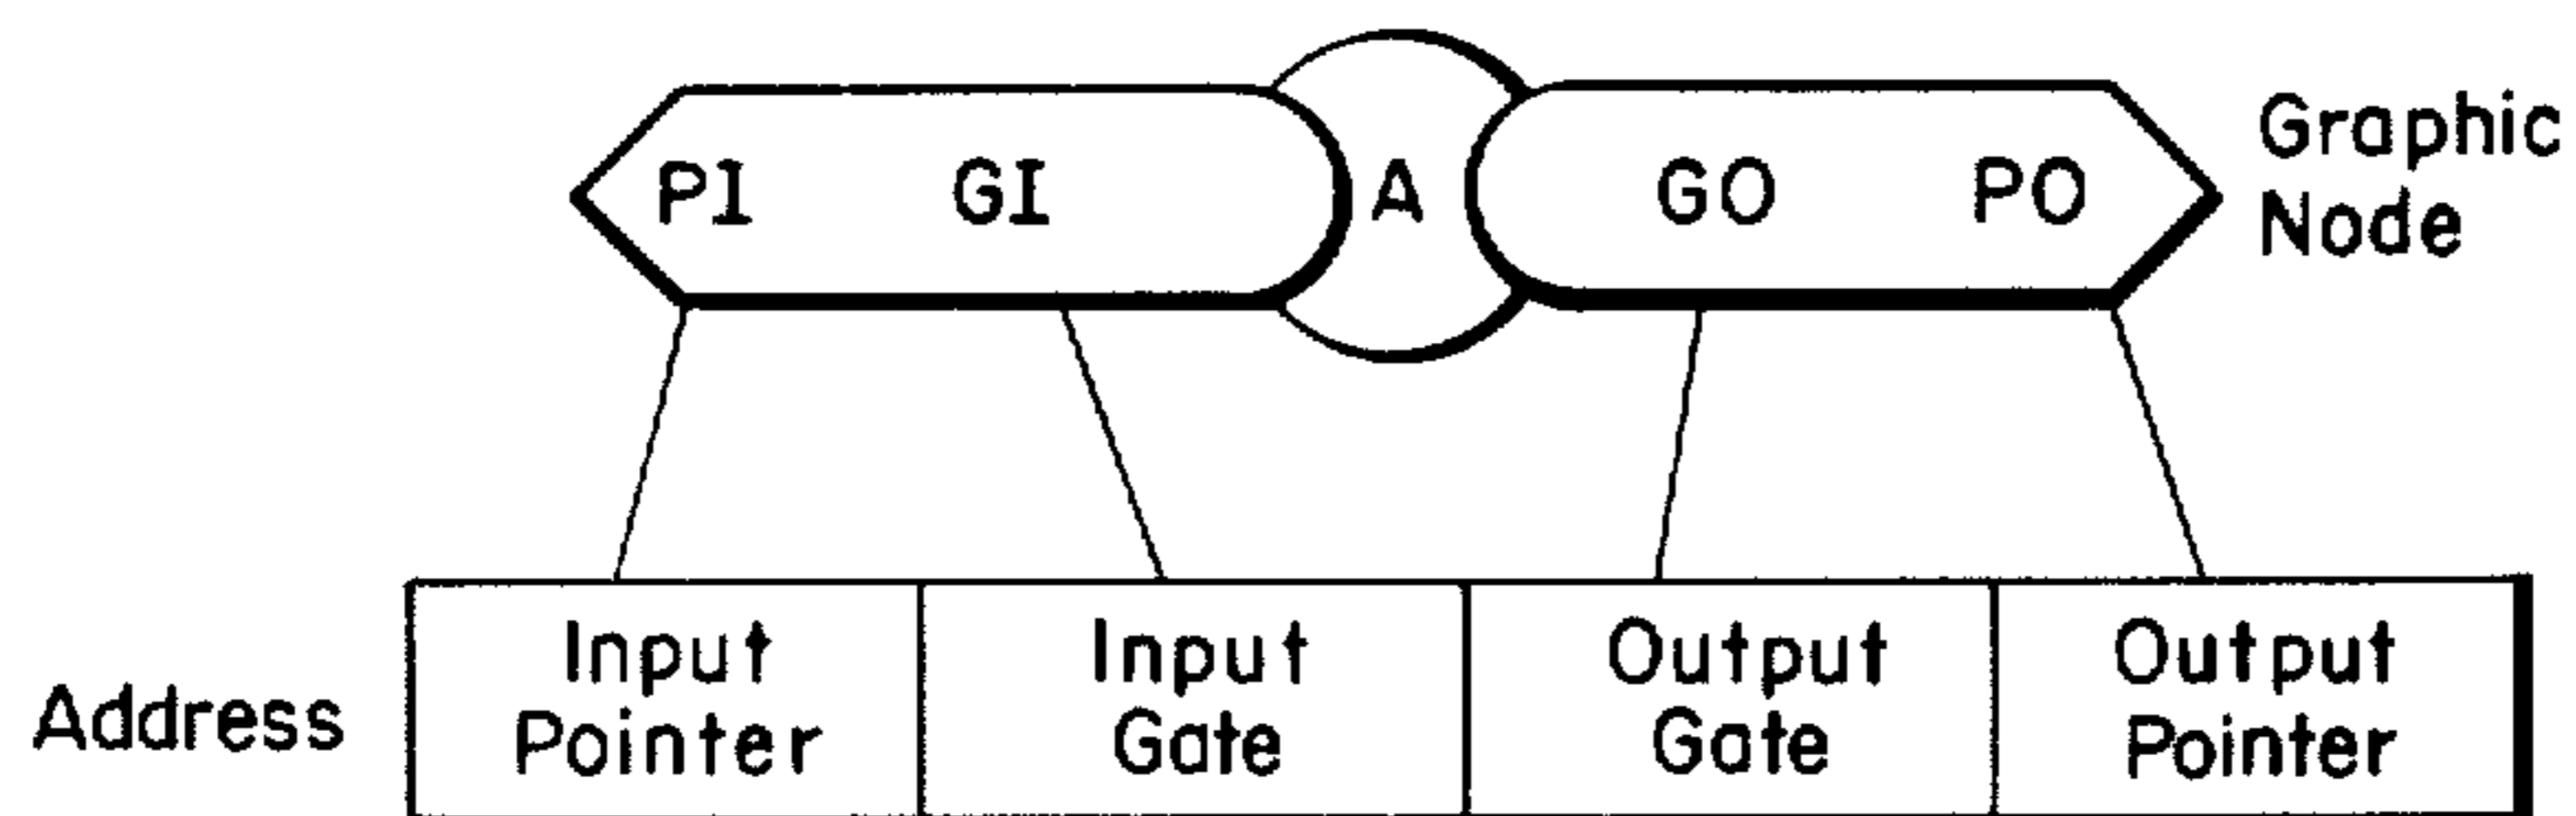 PI GI A GO PO
Graphic
Node
Address
Input
Pointer
Input
Gate
Output
Gate
Output
Pointer